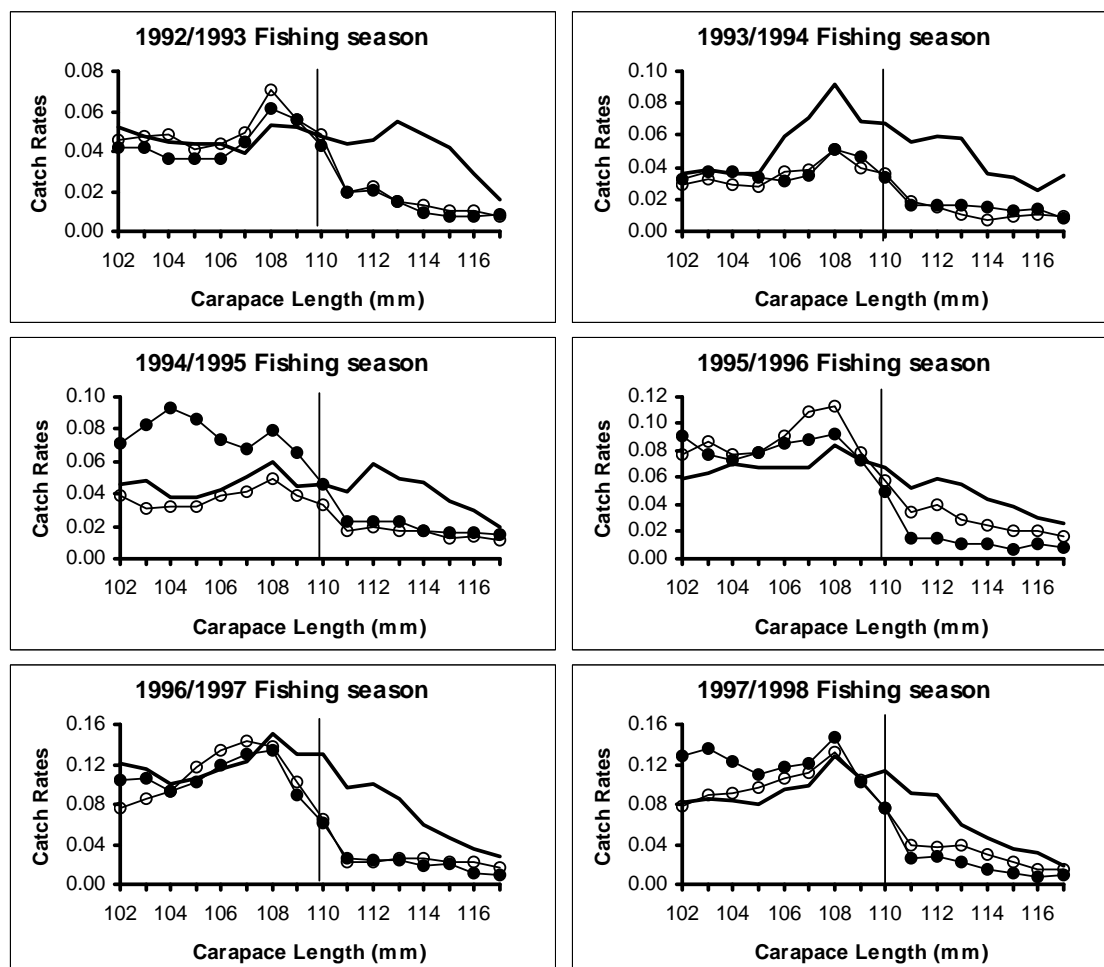 1992/1993 Fishing season
0.08
0.06
0.04
0.02
0.00
Catch Rates
102 104 106 108 110 112 114 116
Carapace Length (mm)
1993/1994 Fishing season
0.10
0.08
0.06
0.04
0.02
0.00
Catch Rates
102 104 106 108 110 112 114 116
Carapace Length (mm)
1994/1995 Fishing season
0.10
0.08
0.06
0.04
0.02
0.00
Catch Rates
102 104 106 108 110 112 114 116
Carapace Length (mm)
1995/1996 Fishing season
0.12
0.10
0.08
0.06
0.04
0.02
0.00
Catch Rates
102 104 106 108 110 112 114 116
Carapace Length (mm)
1996/1997 Fishing season
0.16
0.12
0.08
0.04
0.00
Catch Rates
102 104 106 108 110 112 114 116
Carapace Length (mm)
1997/1998 Fishing season
0.16
0.12
0.08
0.04
0.00
Catch Rates
102 104 106 108 110 112 114 116
Carapace Length (mm)